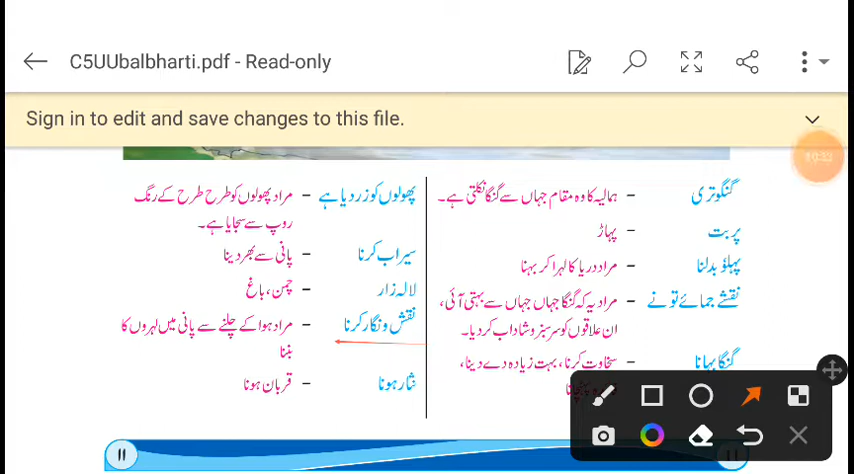 C5UUbalbharti.pdf - Read-only
Sign in to edit and save changes to this file.
00:33
گنگوتری - ہمالیہ کا وہ مقام جہاں سے گنگا نکلتی ہے۔
پربت - پہاڑ
پہلو بدلنا - مراد دریا کا لہرا کر بہنا
نقشے جمائے تو نے - مراد یہ کہ گنگا جہاں جہاں سے بہتی آئی،
ان علاقوں کو سرسبز و شاداب کر دیا۔
گنگا بہانا - سخاوت کرنا، بہت زیادہ دے دینا،
پھولوں کو زر دیا ہے - مراد پھولوں کو طرح طرح کے رنگ
روپ سے سجایا ہے۔
سیراب کرنا - پانی سے بھر دینا
لالہ زار - چمن، باغ
نقش و نگار کرنا - مراد ہوا کے چلنے سے پانی میں لہروں کا
بننا
نثار ہونا - قربان ہونا
11
11